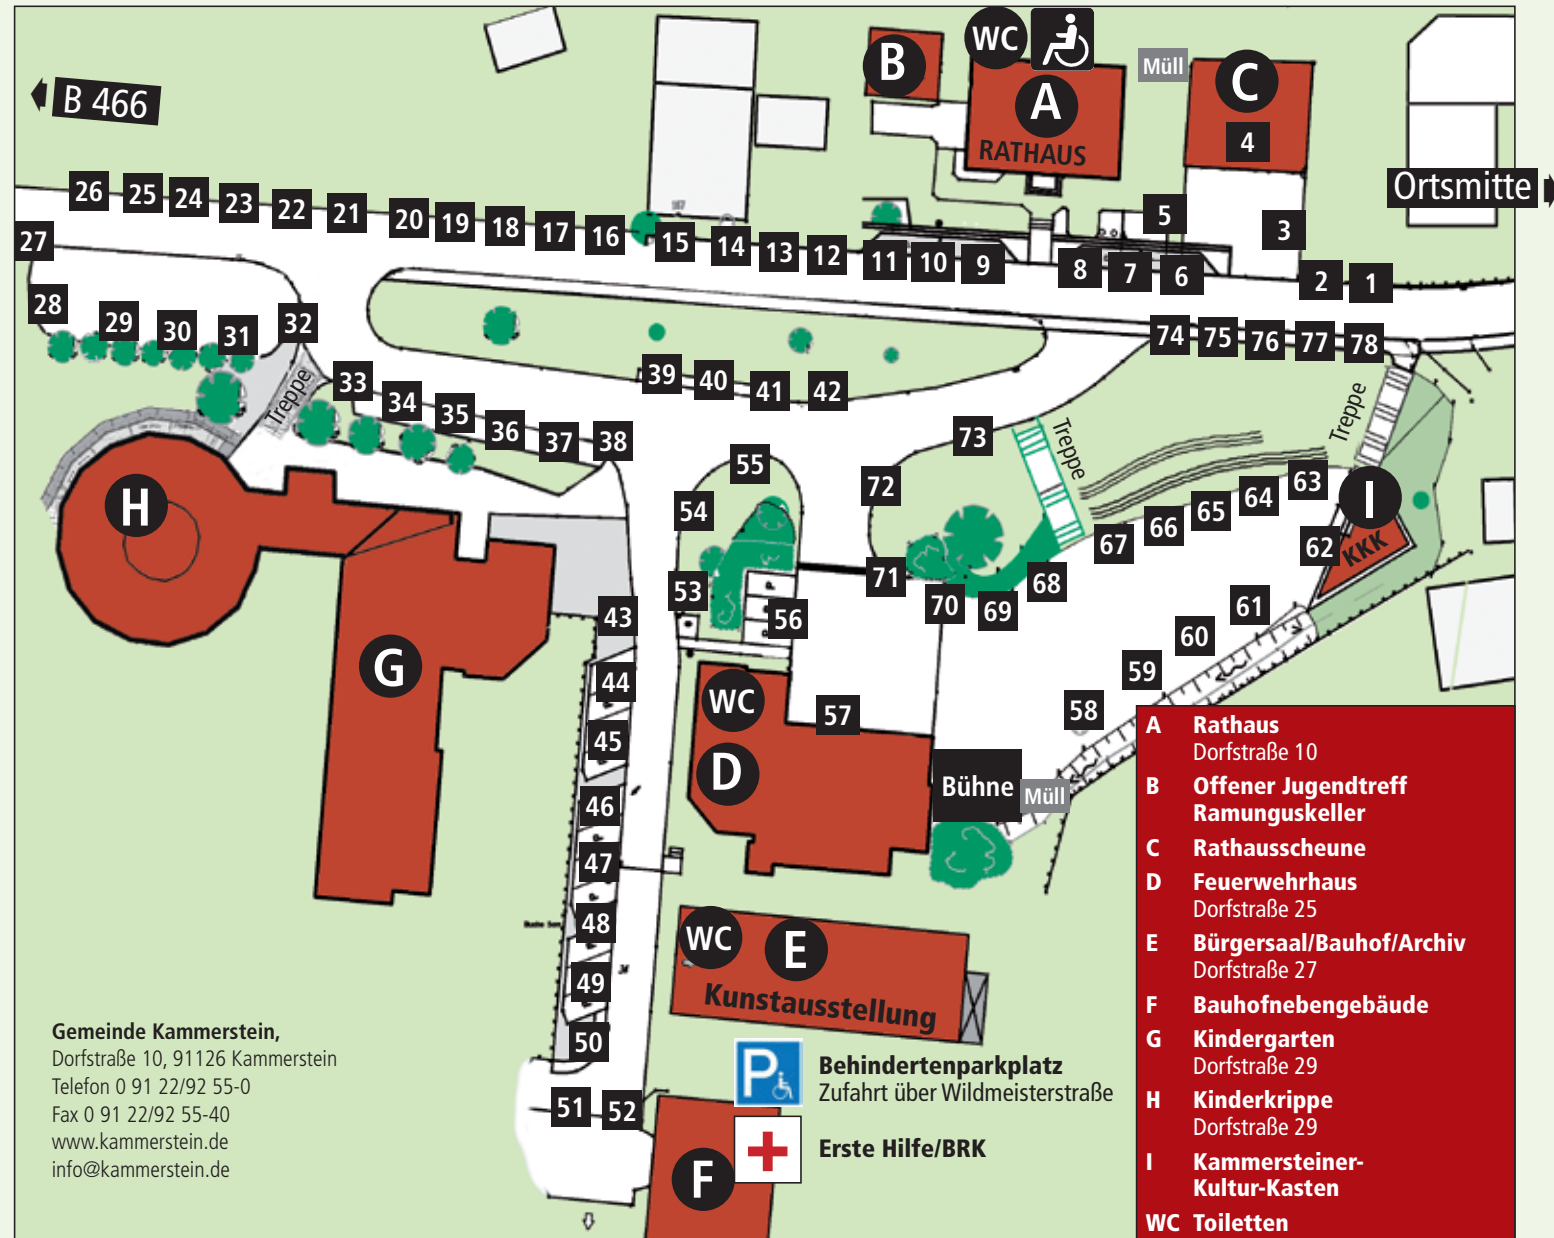 B 466
B
WC
A
RATHAUS
Müll
C
4
Ortsmitte
26 25 24 23 22 21 20 19 18 17 16 15 14 13 12 11 10 9 8 7 6 5 3 2 1
27
28 29 30 31 32
33 34 35 36 37 38
39 40 41 42
74 75 76 77 78
Treppe
Treppe
Treppe
73
72
55
54
53
56
71
70 69 68 67 66 65 64 63
I
62
KKK
61
60
59
58
H
G
43
44
45
46
47
48
49
50
51 52
WC
D
57
Bühne
Müll
WC
E
Kunstausstellung
F
Behindertenparkplatz
Zufahrt über Wildmeisterstraße
Erste Hilfe/BRK
P
Gemeinde Kammerstein,
Dorfstraße 10, 91126 Kammerstein
Telefon 0 91 22/92 55-0
Fax 0 91 22/92 55-40
www.kammerstein.de
info@kammerstein.de
A Rathaus
Dorfstraße 10
B Offener Jugendtreff
Ramunguskeller
C Rathausscheune
D Feuerwehrhaus
Dorfstraße 25
E Bürgersaal/Bauhof/Archiv
Dorfstraße 27
F Bauhofnebengebäude
G Kindergarten
Dorfstraße 29
H Kinderkrippe
Dorfstraße 29
I Kammersteiner-
Kultur-Kasten
WC Toiletten